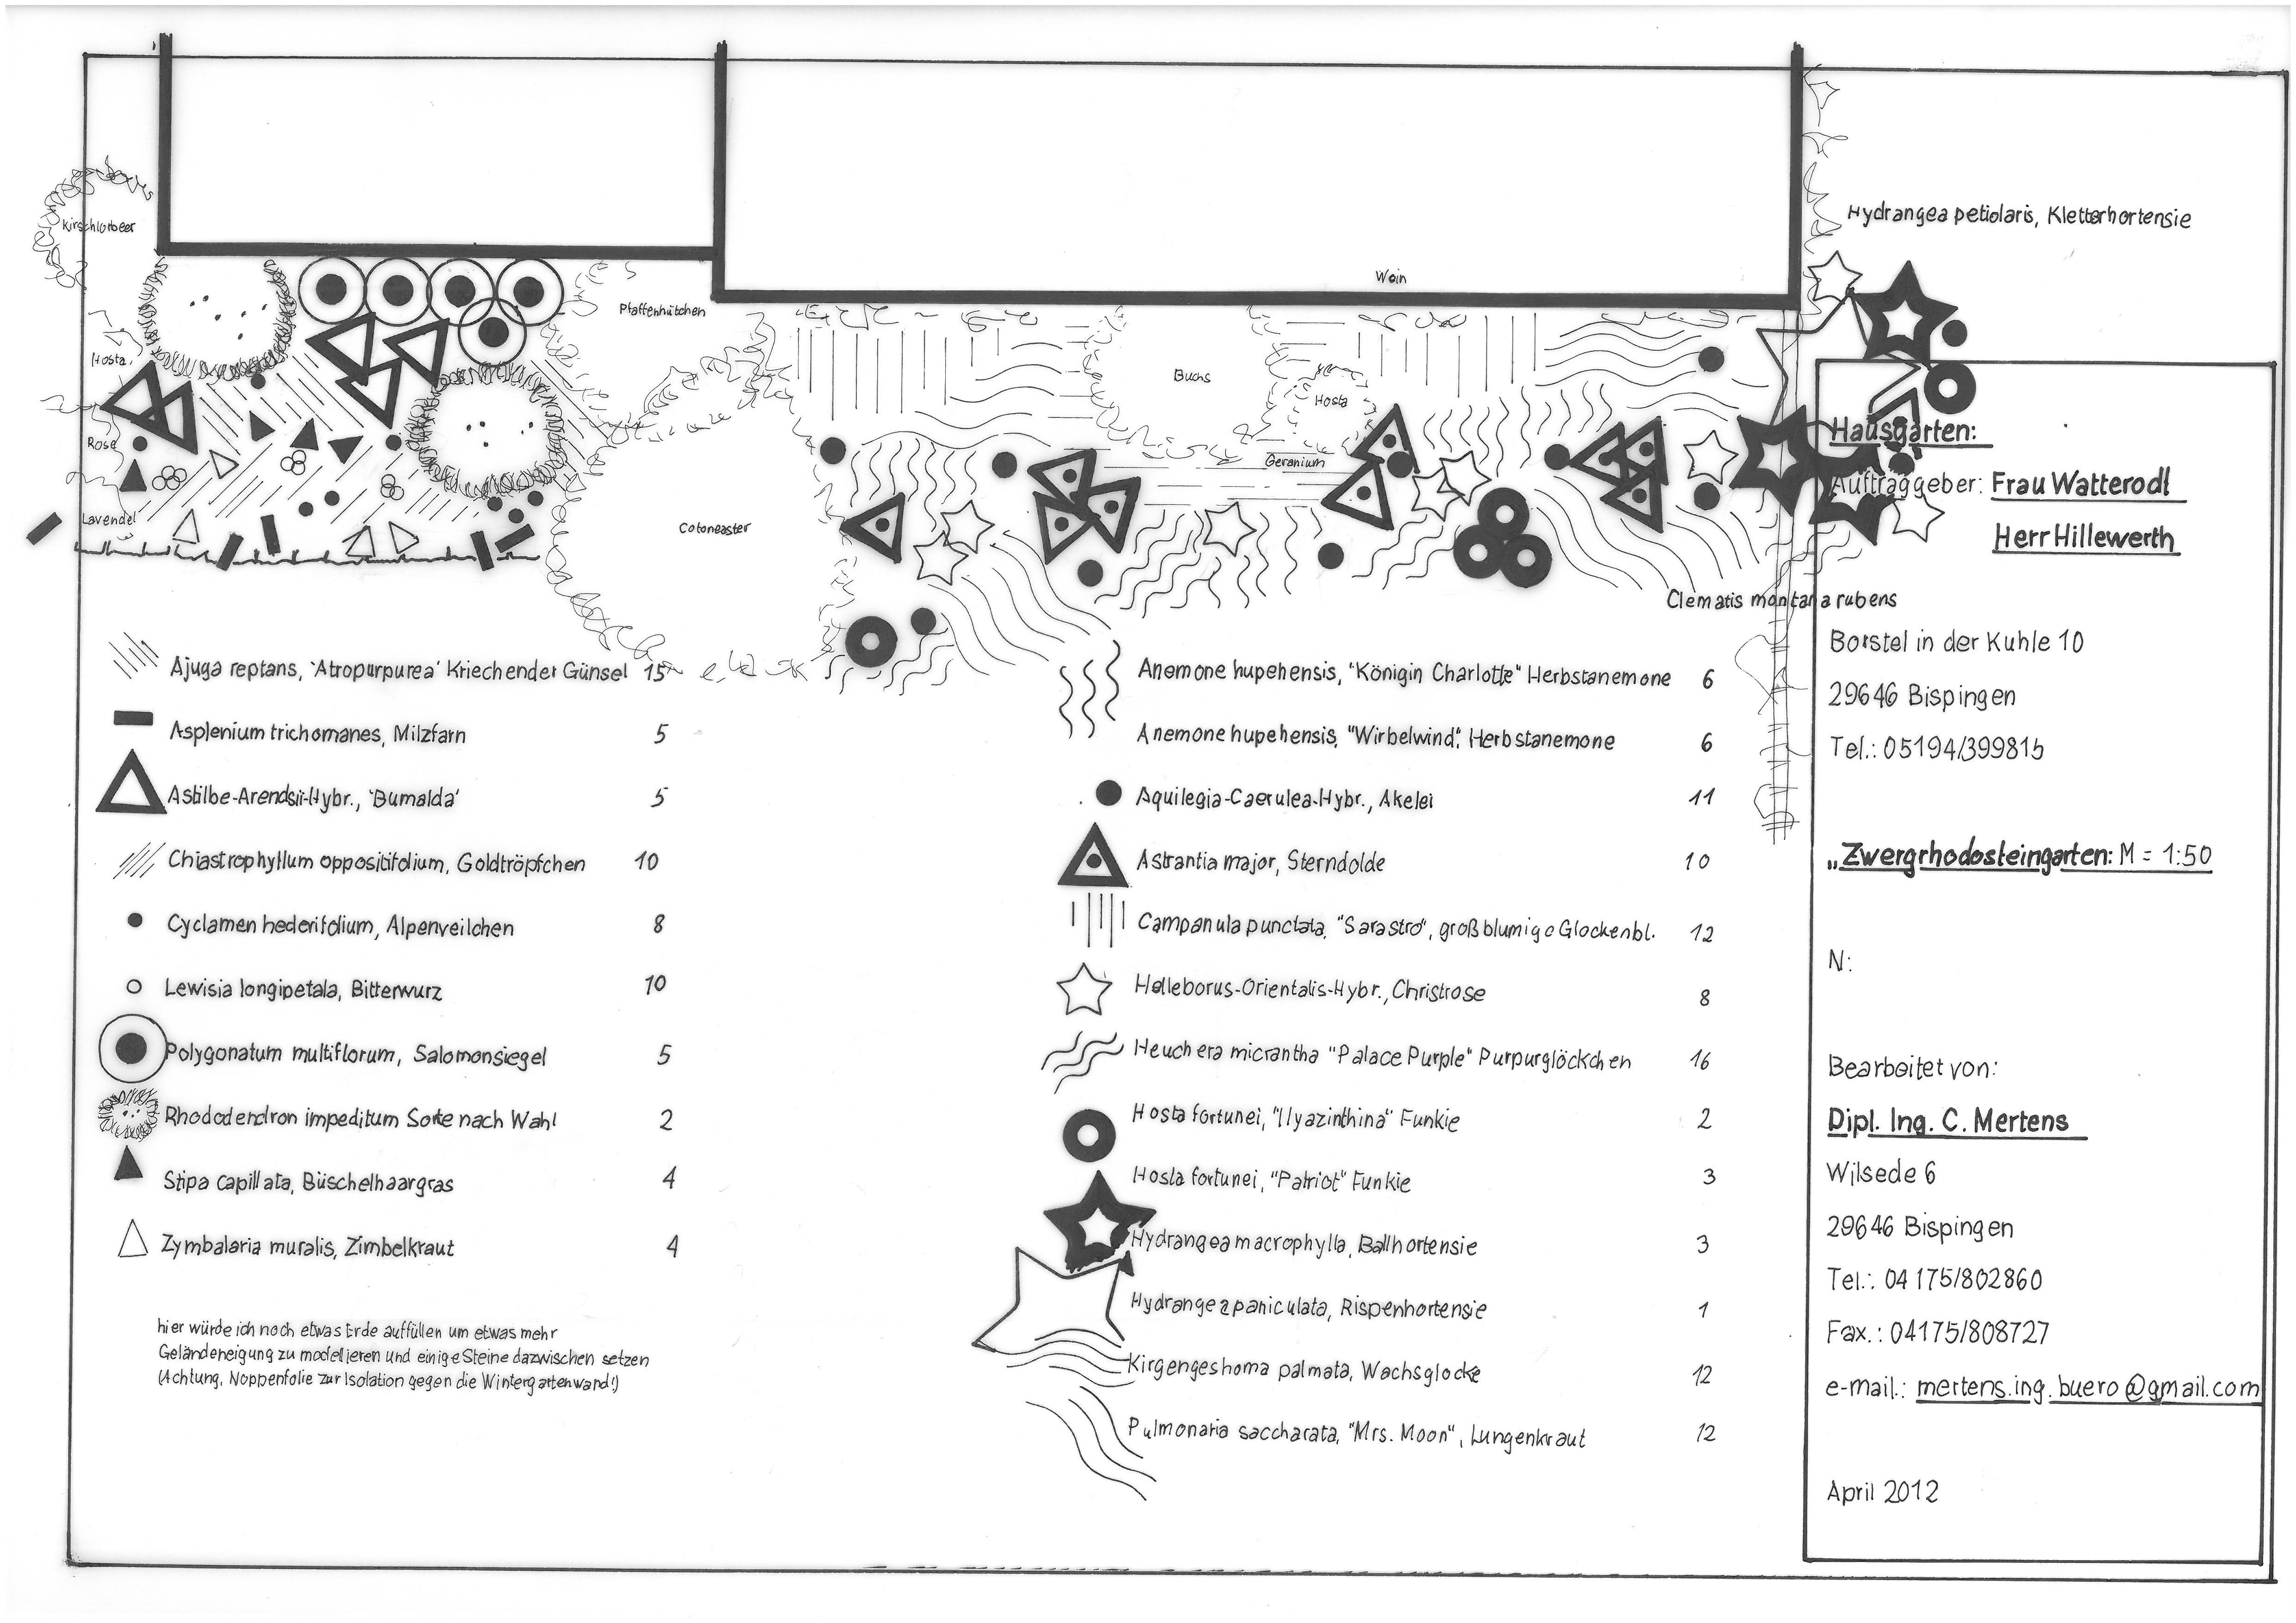 Hydrangea petiolaris, Kletterhortensie
Kirschlorbeer
Wein
Pfaffenhütchen
Hosta
Buchs
Hosta
Rose
Geranium
Lavendel
Cotoneaster
Clematis montana rubens
Ajuga reptans, 'Atropurpurea' Kriechender Günsel 15
Asplenium trichomanes, Milzfarn 5
Astilbe-Arendsii-Hybr., 'Bumalda' 5
Chiastrophyllum oppositifolium, Goldtröpfchen 10
Cyclamen hederifolium, Alpenveilchen 8
Lewisia longipetala, Bitterwurz 10
Polygonatum multiflorum, Salomonsiegel 5
Rhododendron impeditum Sorte nach Wahl 2
Stipa capillata, Büschelhaargras 4
Zymbalaria muralis, Zimbelkraut 4
hier würde ich noch etwas Erde auffüllen um etwas mehr
Geländeneigung zu modellieren und einige Steine dazwischen setzen
(Achtung, Noppenfolie zur Isolation gegen die Wintergartenwand!)
Anemone hupehensis, "Königin Charlotte" Herbstanemone 6
Anemone hupehensis, "Wirbelwind", Herbstanemone 6
Aquilegia-Caerulea-Hybr., Akelei 11
Astrantia major, Sterndolde 10
Campanula punctata, "Sarastro", großblumige Glockenbl. 12
Helleborus-Orientalis-Hybr., Christrose 8
Heuchera micrantha "Palace Purple" Purpurglöckchen 16
Hosta fortunei, "Hyazinthina" Funkie 2
Hosta fortunei, "Patriot" Funkie 3
Hydrangea macrophylla, Ballhortensie 3
Hydrangea paniculata, Rispenhortensie 1
Kirgengeshoma palmata, Wachsglocke 12
Pulmonaria saccharata, "Mrs. Moon", Lungenkraut 12
Hausgarten:
Auftraggeber: Frau Watterodl
Herr Hillewerth
Borstel in der Kuhle 10
29646 Bispingen
Tel.: 05194/399815
„Zwergrhodosteingarten: M = 1:50
N:
Bearbeitet von:
Dipl. Ing. C. Mertens
Wilsede 6
29646 Bispingen
Tel.: 04175/802860
Fax.: 04175/808727
e-mail.: mertens.ing.buero@gmail.com
April 2012